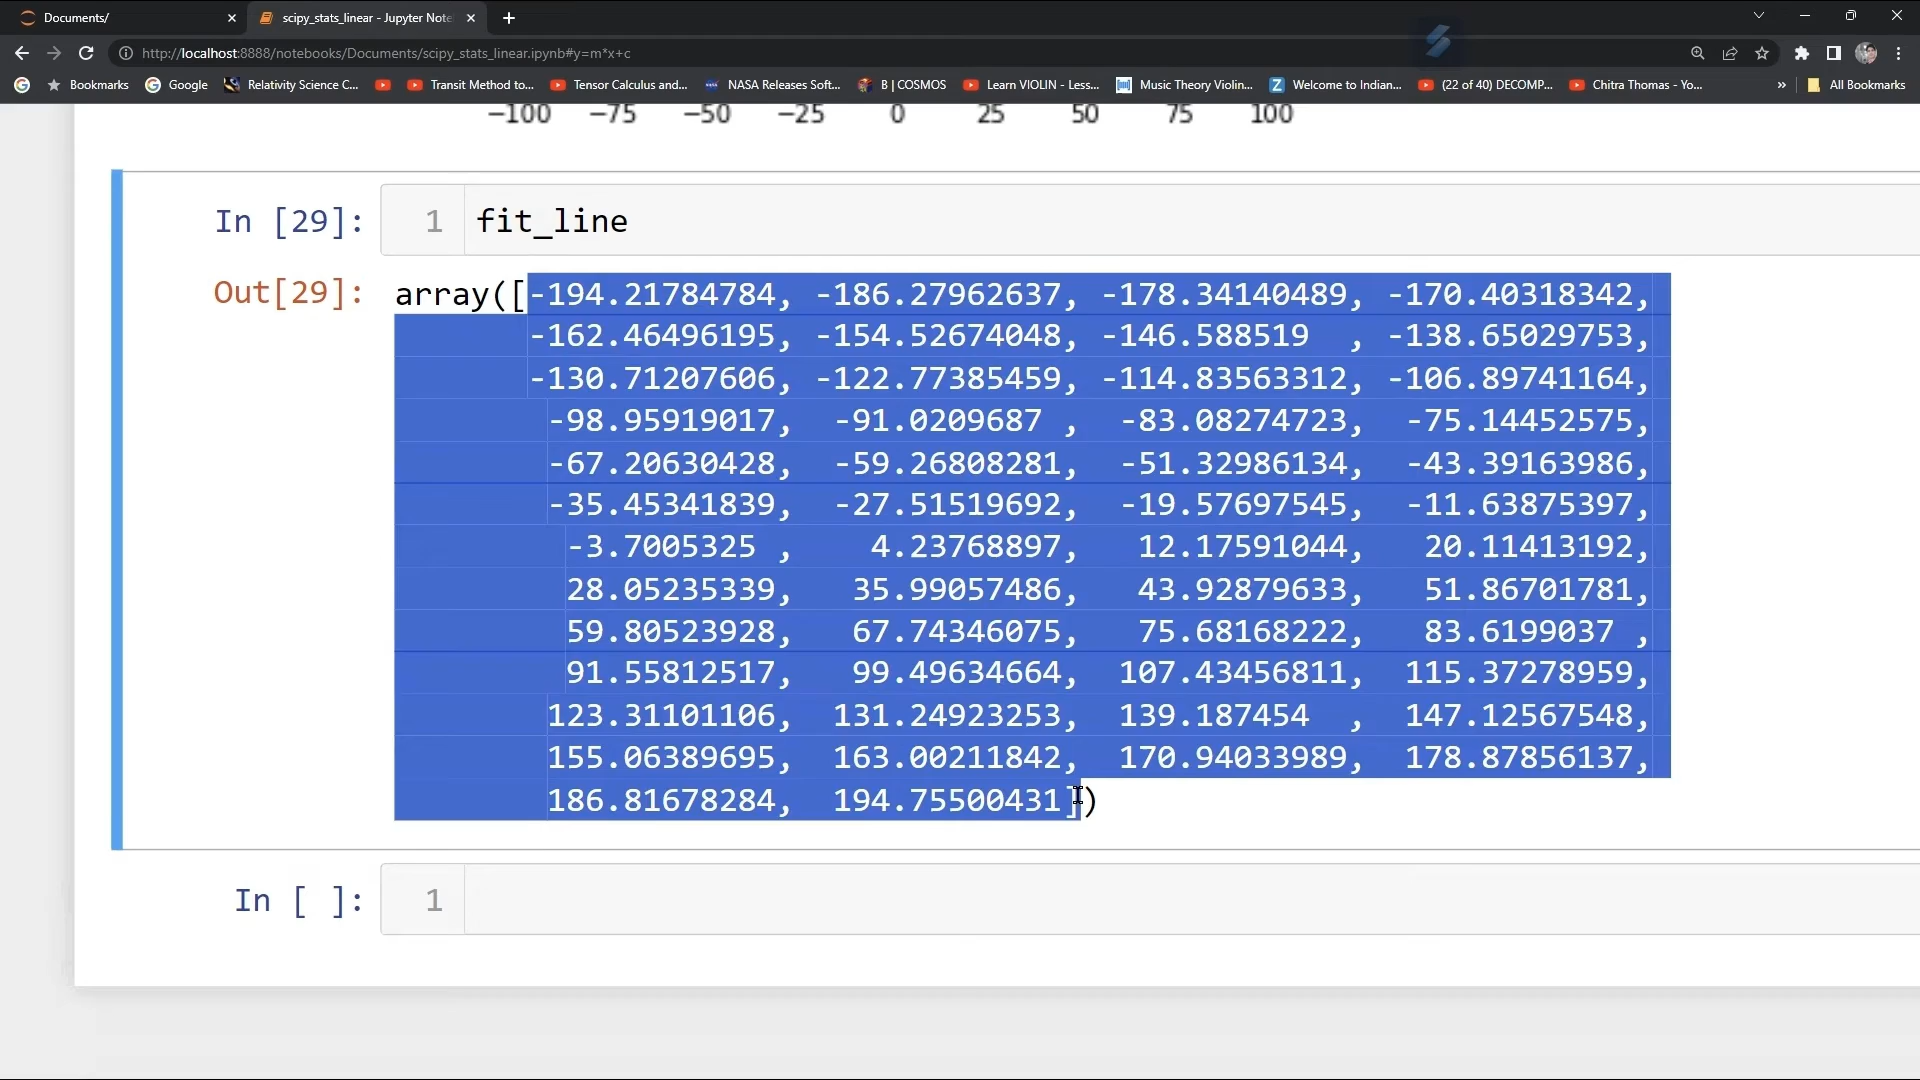 Documents/
scipy_stats_linear - Jupyter Note
http://localhost:8888/notebooks/Documents/scipy_stats_linear.ipynb#y=m*x+c
Bookmarks Google Relativity Science C... Transit Method to... Tensor Calculus and... NASA Releases Soft... B | COSMOS Learn VIOLIN - Less... Music Theory Violin... Welcome to Indian... (22 of 40) DECOMP... Chitra Thomas - Yo... » All Bookmarks
−100 −75 −50 −25 0 25 50 75 100
In [29]: 1 fit_line
Out[29]: array([-194.21784784, -186.27962637, -178.34140489, -170.40318342,
-162.46496195, -154.52674048, -146.588519 , -138.65029753,
-130.71207606, -122.77385459, -114.83563312, -106.89741164,
-98.95919017, -91.0209687 , -83.08274723, -75.14452575,
-67.20630428, -59.26808281, -51.32986134, -43.39163986,
-35.45341839, -27.51519692, -19.57697545, -11.63875397,
-3.7005325 , 4.23768897, 12.17591044, 20.11413192,
28.05235339, 35.99057486, 43.92879633, 51.86701781,
59.80523928, 67.74346075, 75.68168222, 83.6199037 ,
91.55812517, 99.49634664, 107.43456811, 115.37278959,
123.31101106, 131.24923253, 139.187454 , 147.12567548,
155.06389695, 163.00211842, 170.94033989, 178.87856137,
186.81678284, 194.75500431])
In [ ]: 1